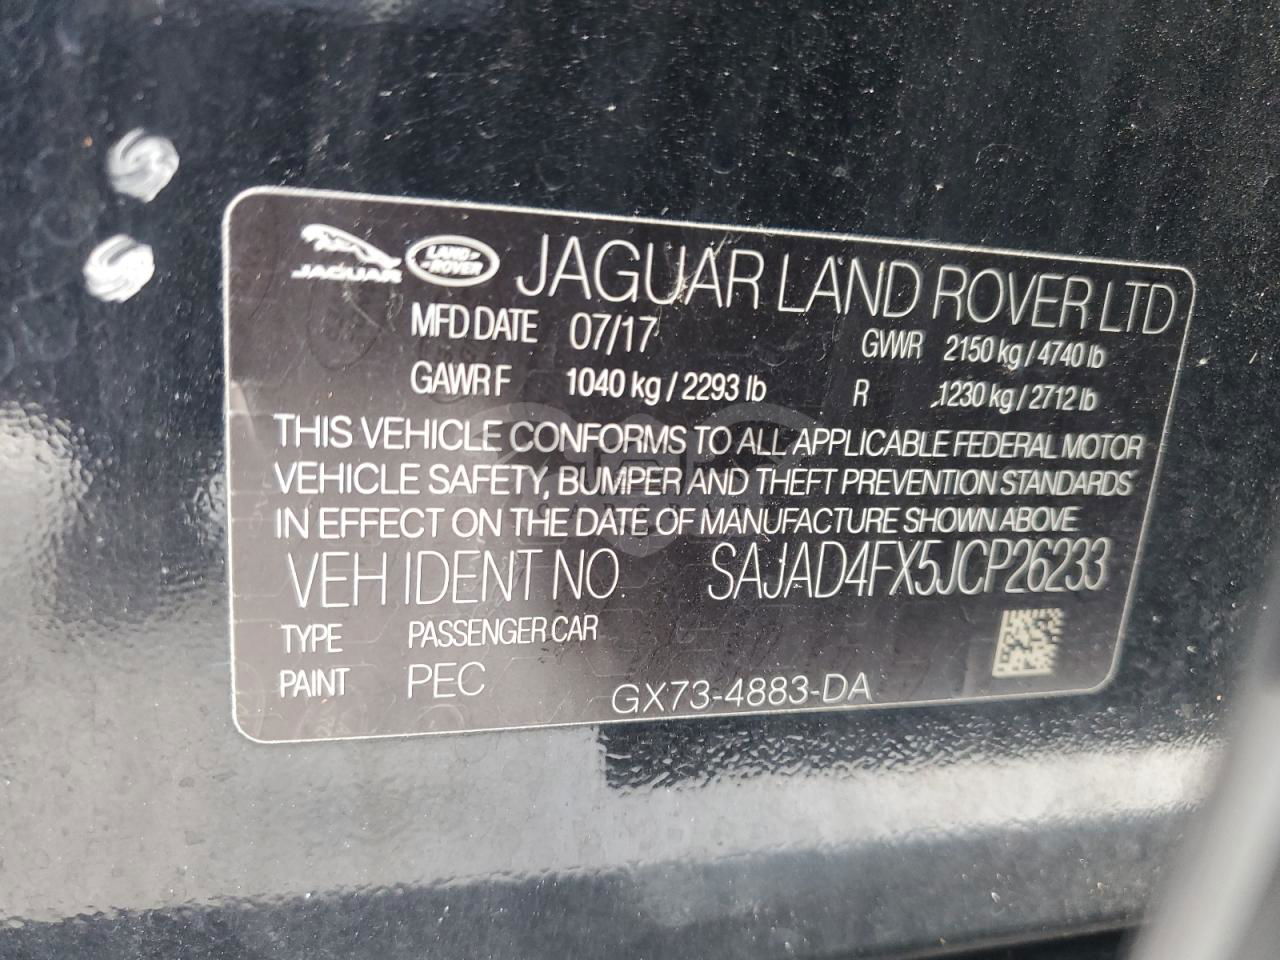 JAGUAR LAND ROVER JAGUAR LAND ROVER LTD
MFD DATE 07/17 GVWR 2150 kg / 4740 lb
GAWR F 1040 kg / 2293 lb R 1230 kg / 2712 lb
THIS VEHICLE CONFORMS TO ALL APPLICABLE FEDERAL MOTOR
VEHICLE SAFETY, BUMPER AND THEFT PREVENTION STANDARDS
IN EFFECT ON THE DATE OF MANUFACTURE SHOWN ABOVE
VEH IDENT NO. SAJAD4FX5JCP26233
TYPE PASSENGER CAR
PAINT PEC
GX73-4883-DA